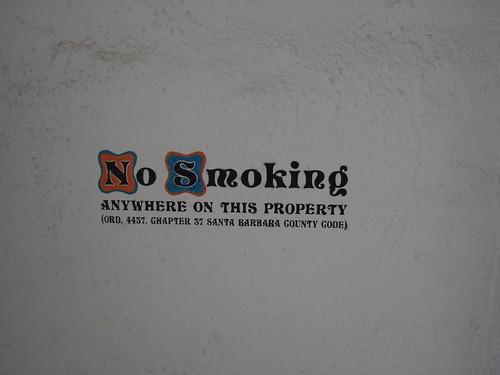 No Smoking
ANYWHERE ON THIS PROPERTY
(ORD. 4437, CHAPTER 37 SANTA BARBARA COUNTY CODE)